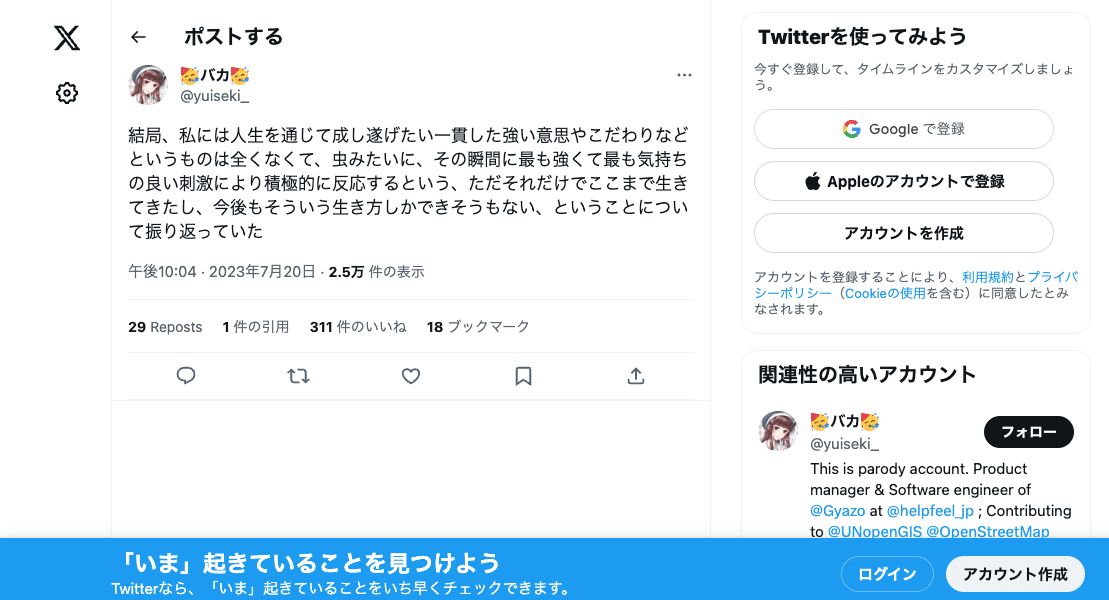 ポストする
🥳バカ🥳
@yuiseki_
結局、私には人生を通じて成し遂げたい一貫した強い意思やこだわりなど
というものは全くなくて、虫みたいに、その瞬間に最も強くて最も気持ち
の良い刺激により積極的に反応するという、ただそれだけでここまで生き
てきたし、今後もそういう生き方しかできそうもない、ということについ
て振り返っていた
午後10:04 · 2023年7月20日 · 2.5万 件の表示
29 Reposts 1 件の引用 311 件のいいね 18 ブックマーク
Twitterを使ってみよう
今すぐ登録して、タイムラインをカスタマイズしましょ
う。
Google で登録
Appleのアカウントで登録
アカウントを作成
アカウントを登録することにより、利用規約とプライバ
シーポリシー（Cookieの使用を含む）に同意したとみ
なされます。
関連性の高いアカウント
🥳バカ🥳
@yuiseki_
フォロー
This is parody account. Product
manager & Software engineer of
@Gyazo at @helpfeel_jp ; Contributing
to @UNopenGIS @OpenStreetMap
「いま」起きていることを見つけよう
Twitterなら、「いま」起きていることをいち早くチェックできます。
ログイン
アカウント作成